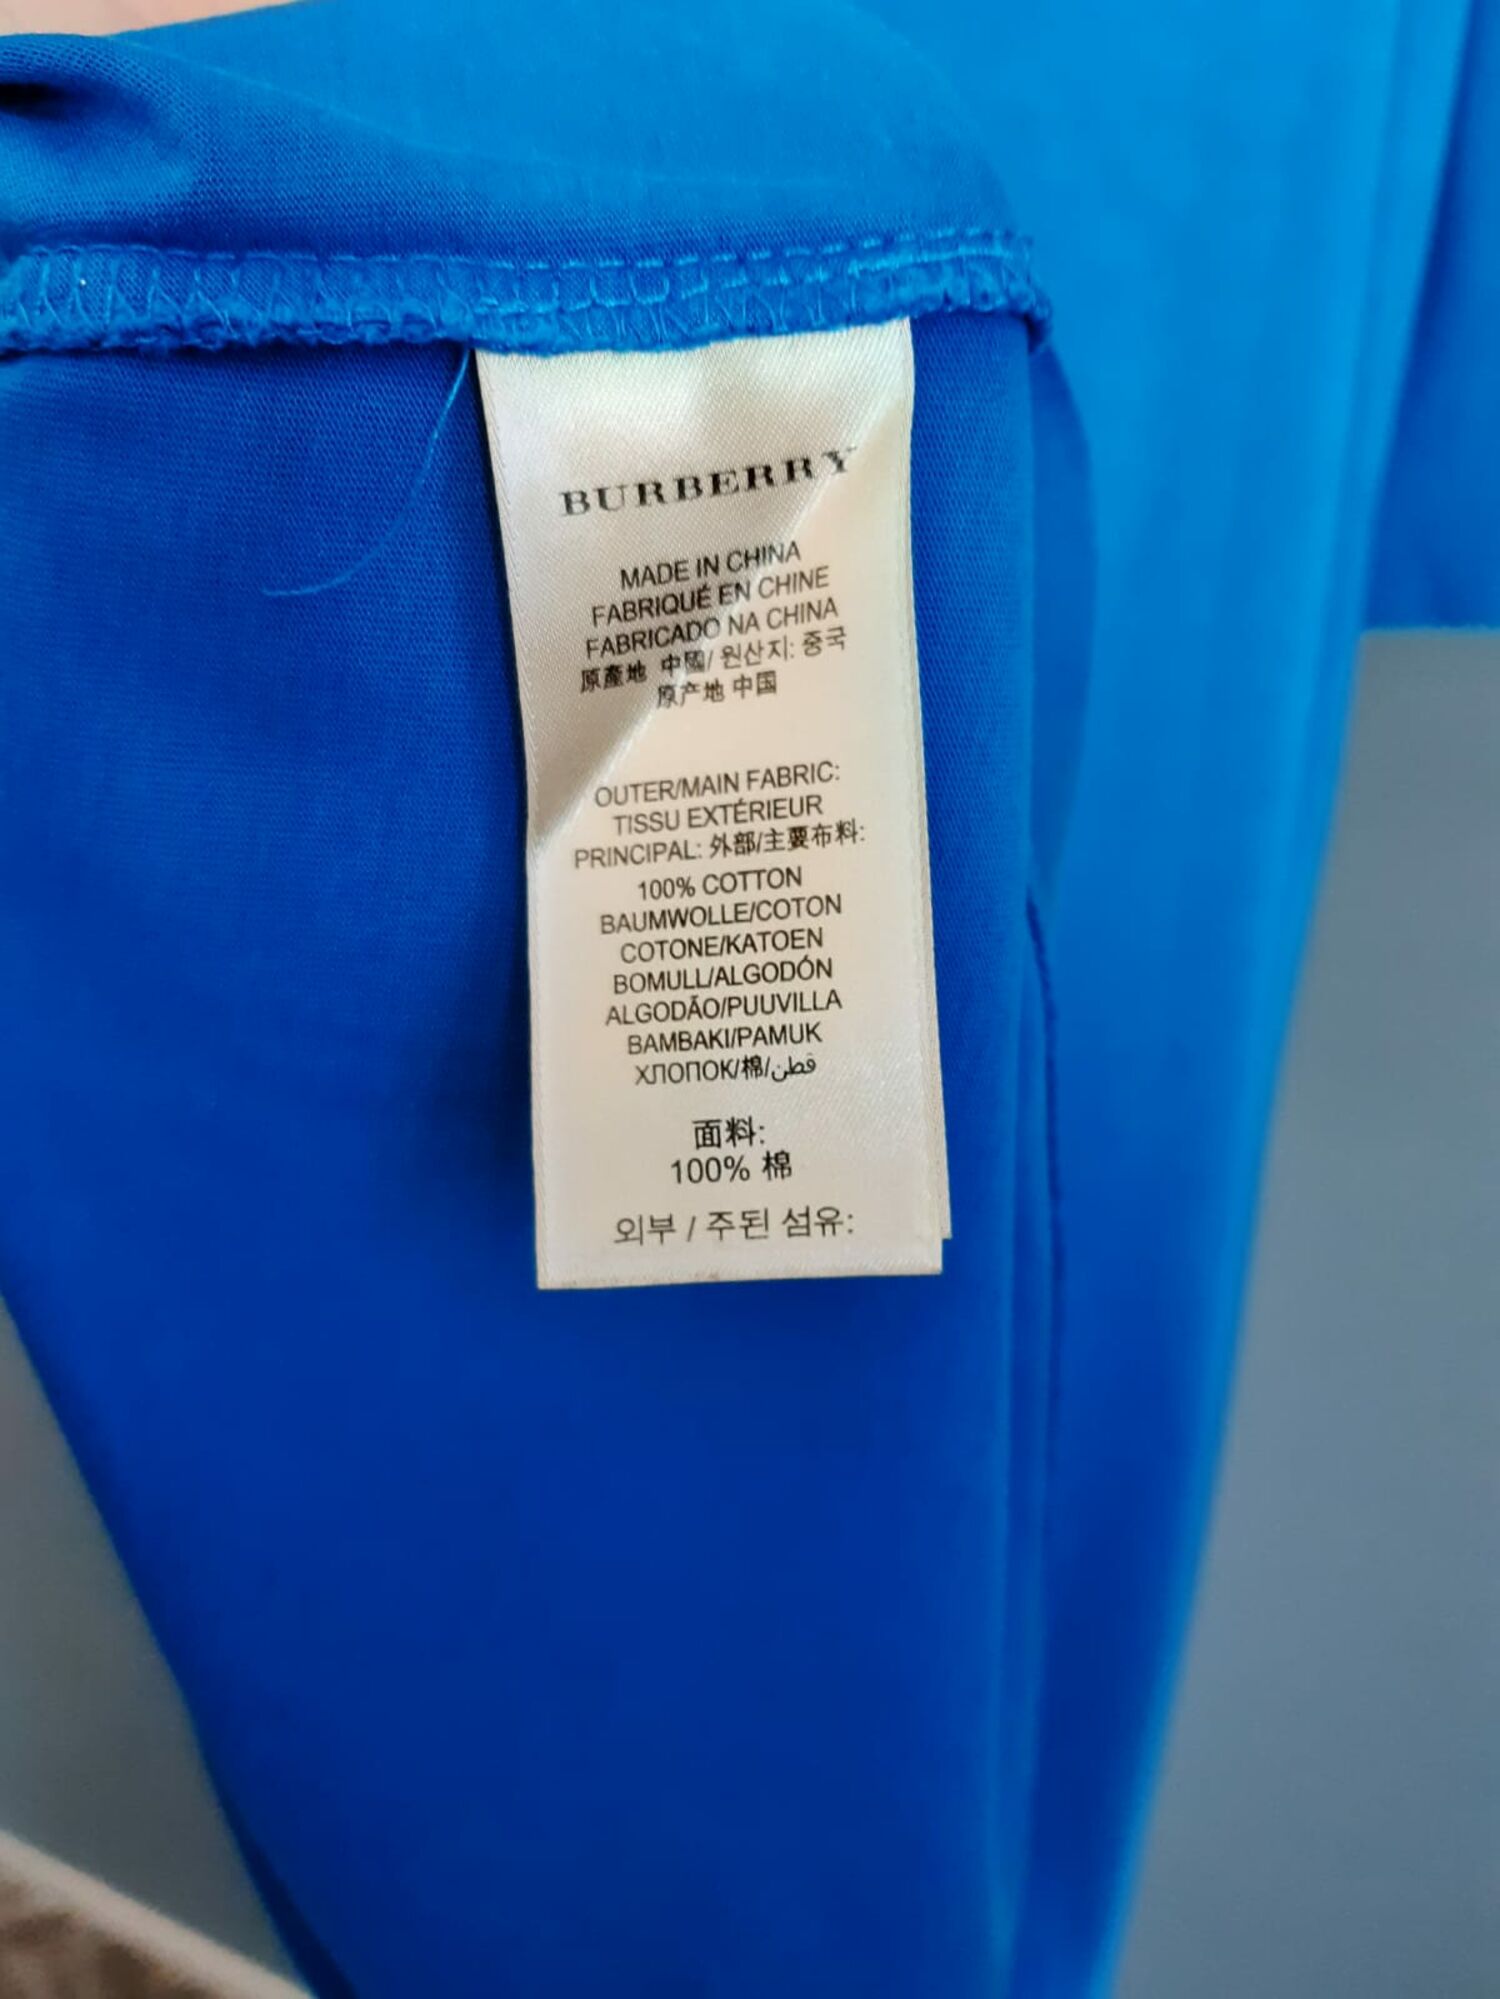 BURBERRY
MADE IN CHINA
FABRIQUÉ EN CHINE
FABRICADO NA CHINA
原產地 中國/ 원산지: 중국
原产地 中国
OUTER/MAIN FABRIC:
TISSU EXTÉRIEUR
PRINCIPAL: 外部/主要布料:
100% COTTON
BAUMWOLLE/COTON
COTONE/KATOEN
BOMULL/ALGODÓN
ALGODÃO/PUUVILLA
BAMBAKI/PAMUK
ХЛОПОК/棉/قطن
面料:
100% 棉
외부 / 주된 섬유: